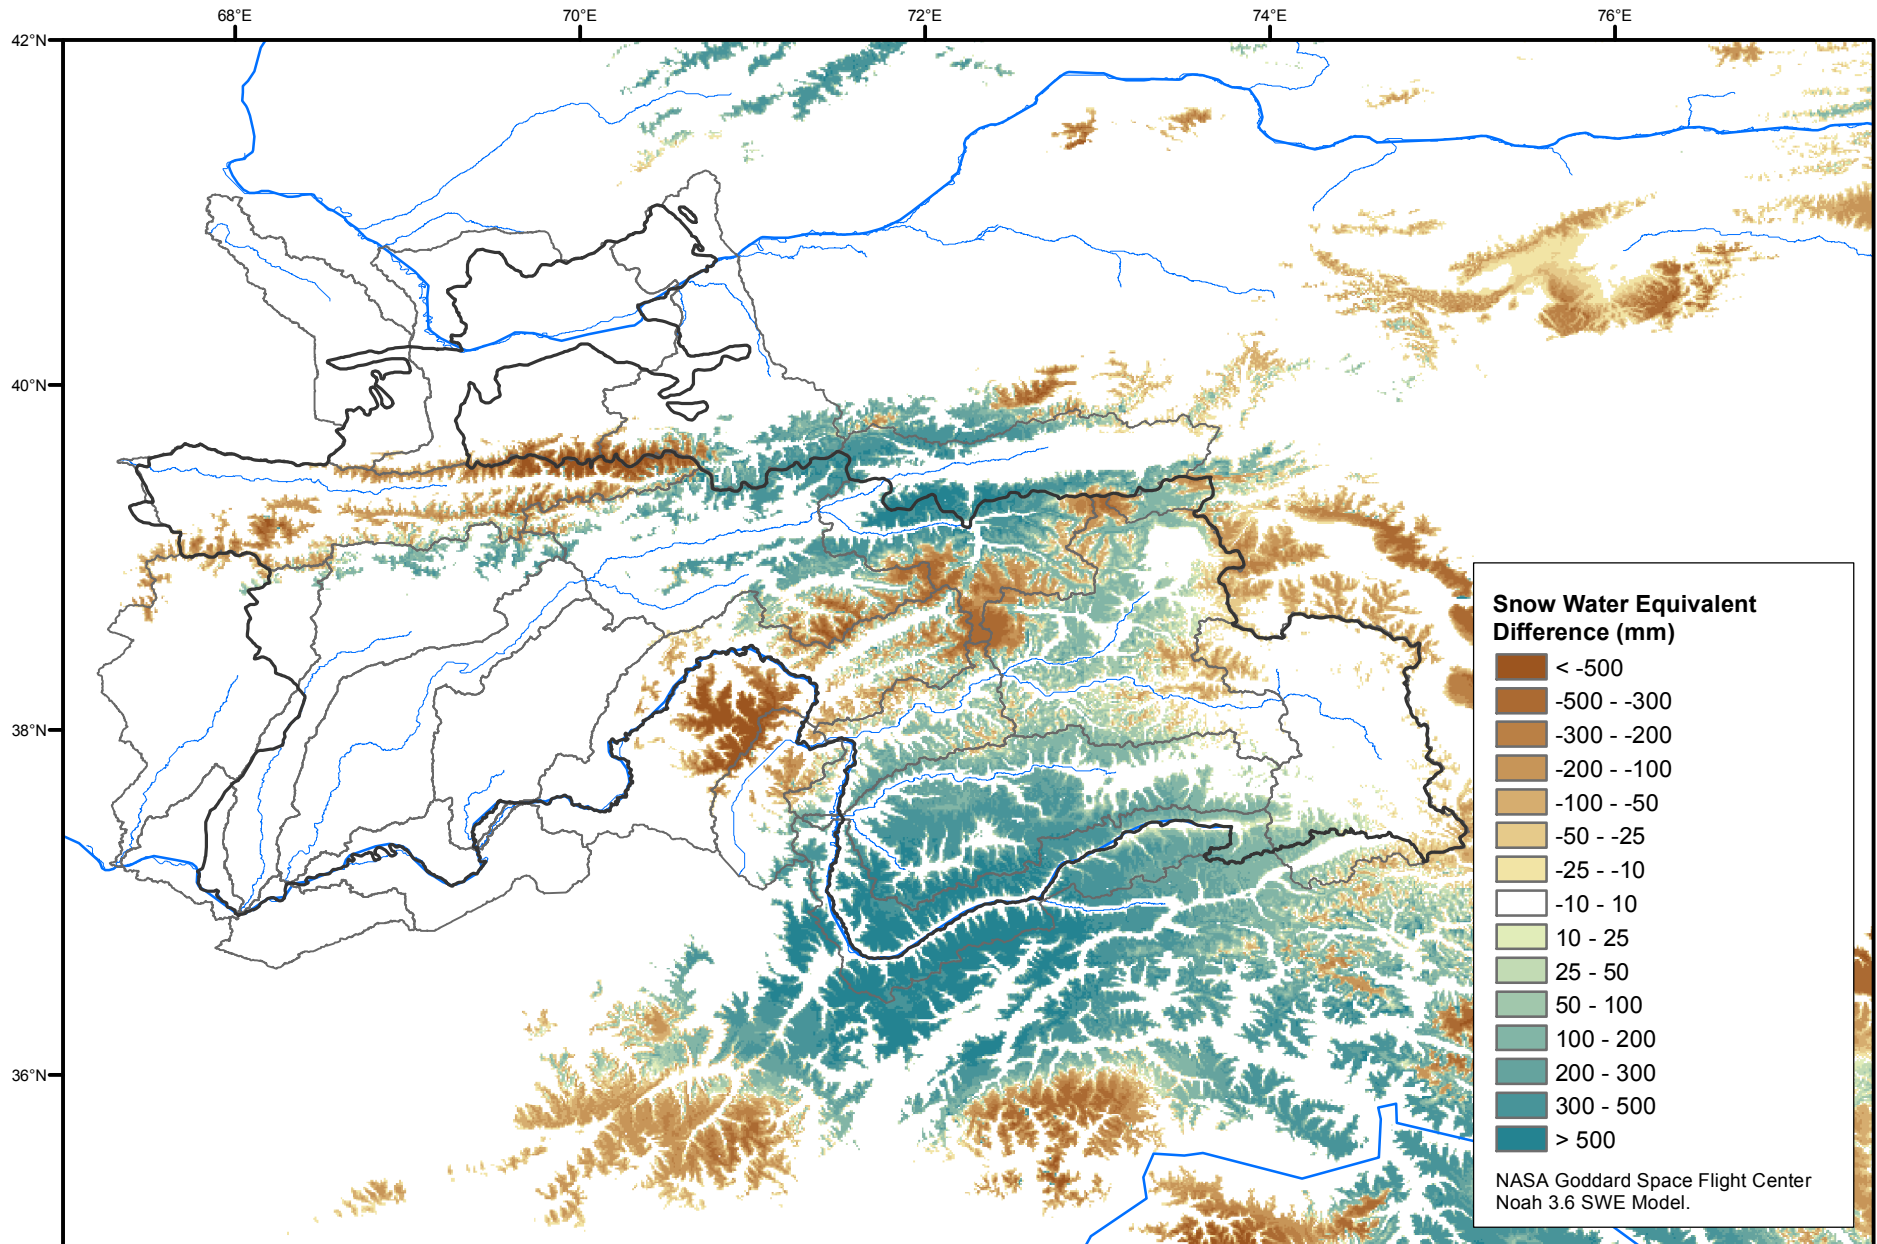 68°E
70°E
72°E
74°E
76°E
42°N
40°N
38°N
36°N
Snow Water Equivalent
Difference (mm)
< -500
-500 - -300
-300 - -200
-200 - -100
-100 - -50
-50 - -25
-25 - -10
-10 - 10
10 - 25
25 - 50
50 - 100
100 - 200
200 - 300
300 - 500
> 500
NASA Goddard Space Flight Center
Noah 3.6 SWE Model.